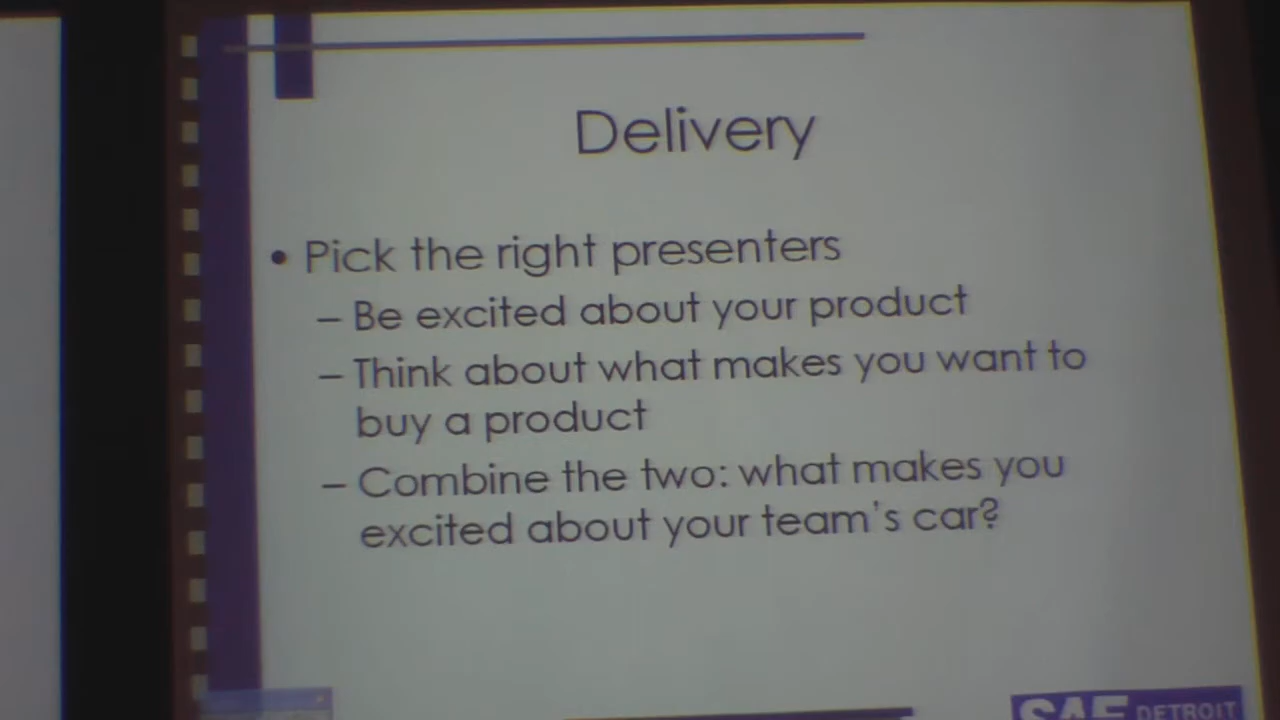 Delivery
• Pick the right presenters
– Be excited about your product
– Think about what makes you want to
buy a product
– Combine the two: what makes you
excited about your team's car?
SAE DETROIT